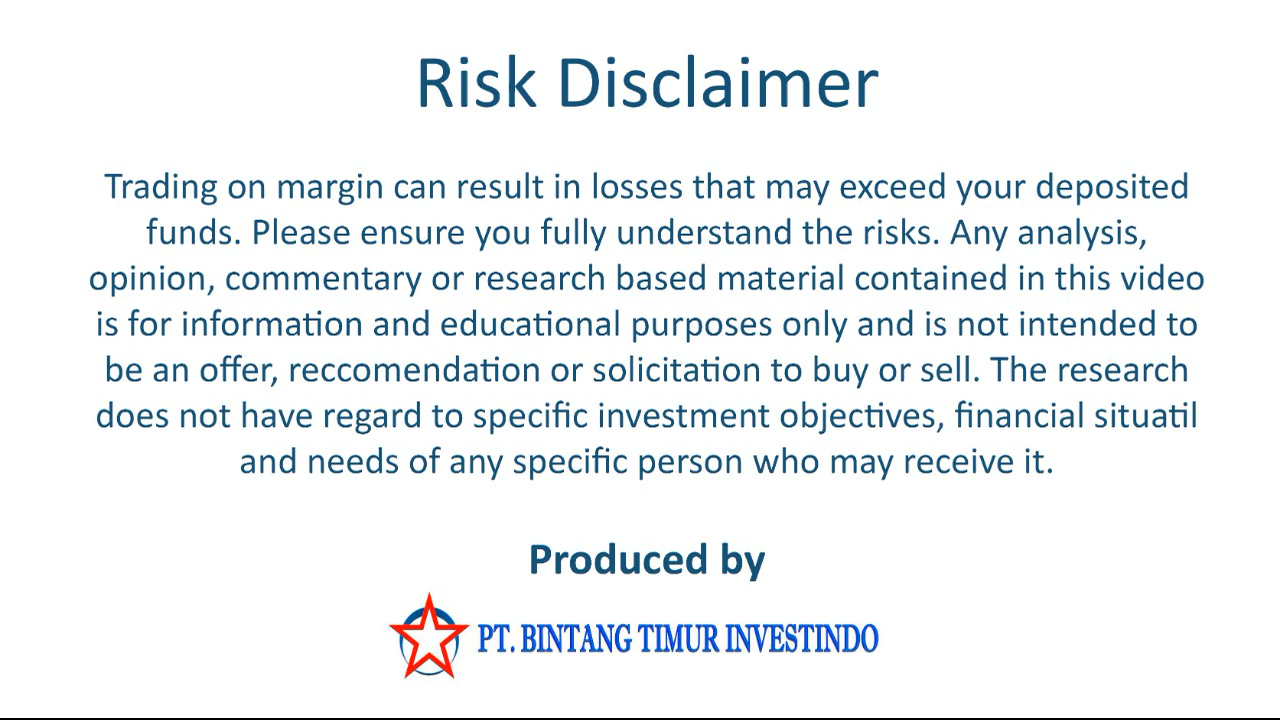 Risk Disclaimer
Trading on margin can result in losses that may exceed your deposited
funds. Please ensure you fully understand the risks. Any analysis,
opinion, commentary or research based material contained in this video
is for information and educational purposes only and is not intended to
be an offer, reccomendation or solicitation to buy or sell. The research
does not have regard to specific investment objectives, financial situatil
and needs of any specific person who may receive it.
Produced by
PT. BINTANG TIMUR INVESTINDO